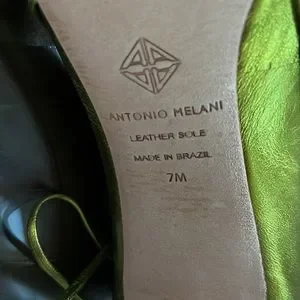 ANTONIO MELANI
LEATHER SOLE
MADE IN BRAZIL
7M